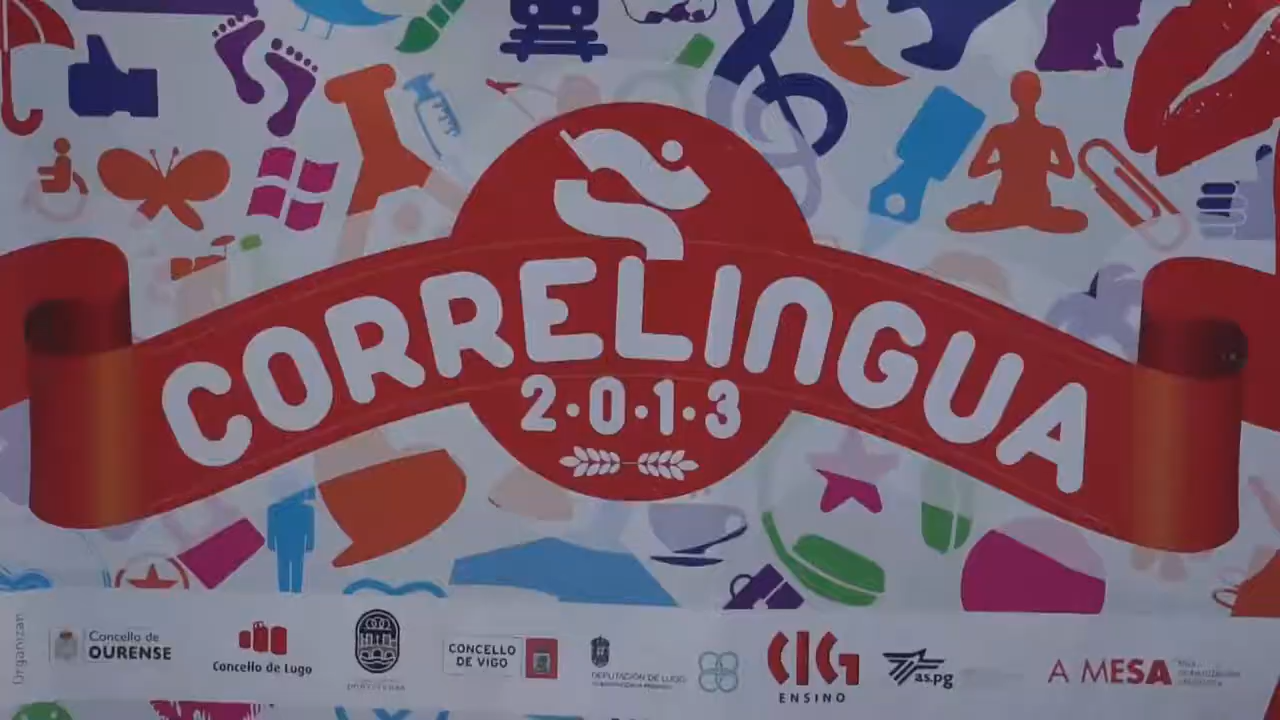 CORRELINGUA
2·0·1·3
Organizan
Concello de
OURENSE
Concello de Lugo
CONCELLO
DE VIGO
DEPUTACIÓN DE LUGO
CIG
ENSINO
as.pg
A MESA